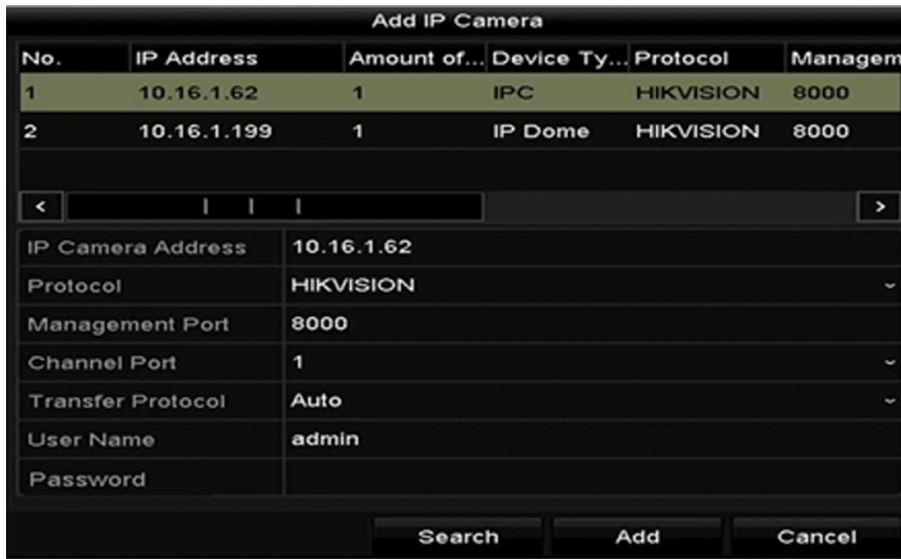 Add IP Camera
No. IP Address Amount of... Device Ty... Protocol Managem
1 10.16.1.62 1 IPC HIKVISION 8000
2 10.16.1.199 1 IP Dome HIKVISION 8000
< >
IP Camera Address 10.16.1.62
Protocol HIKVISION
Management Port 8000
Channel Port 1
Transfer Protocol Auto
User Name admin
Password
Search Add Cancel